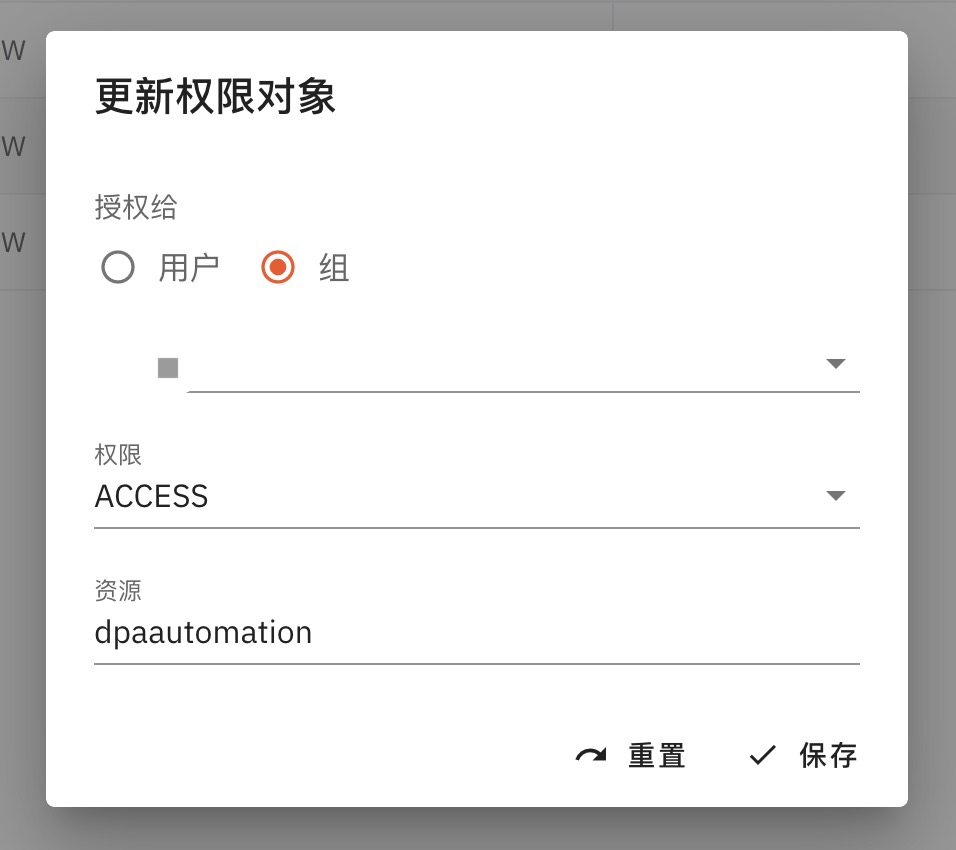 W
更新权限对象
W
授权给
W
用户 组
权限
ACCESS
资源
dpaautomation
重置 保存